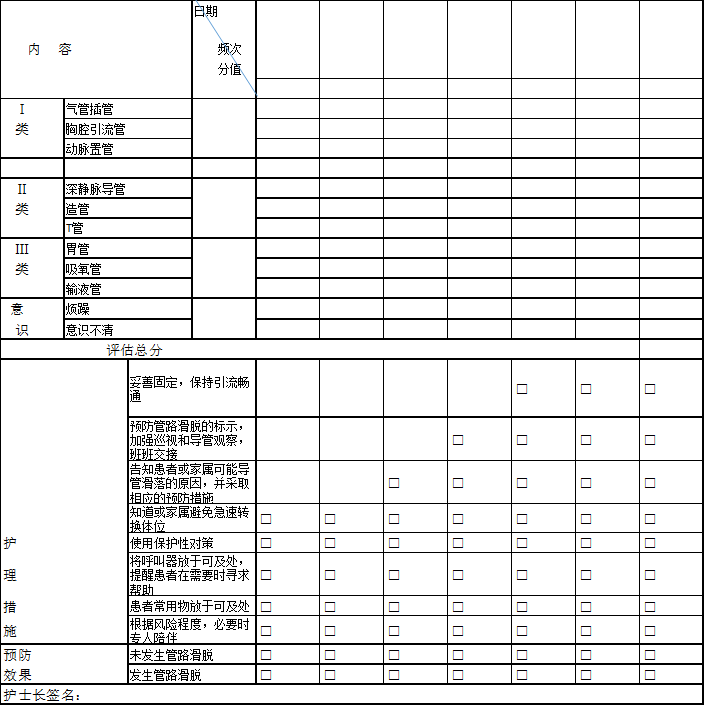 日期
内 容
频次
分值
I
气管插管
类
胸腔引流管
动脉置管
II
深静脉导管
类
造管
T管
III
胃管
类
吸氧管
输液管
意
烦躁
识
意识不清
评估总分
妥善固定，保持引流畅
通
□ □ □
预防管路滑脱的标示，
加强巡视和导管观察，
班班交接
□ □ □ □
告知患者或家属可能导
管滑落的原因，并采取
相应的预防措施
□ □ □ □ □
知道或家属避免急速转
换体位
□ □ □ □ □ □ □
护
使用保护性对策
□ □ □ □ □ □ □
理
将呼叫器放于可及处，
提醒患者在需要时寻求
帮助
□ □ □ □ □ □ □
措
患者常用物放于可及处
□ □ □ □ □ □ □
施
根据风险程度，必要时
专人陪伴
□ □ □ □ □ □ □
预防
未发生管路滑脱
□ □ □ □ □ □ □
效果
发生管路滑脱
□ □ □ □ □ □ □
护士长签名：